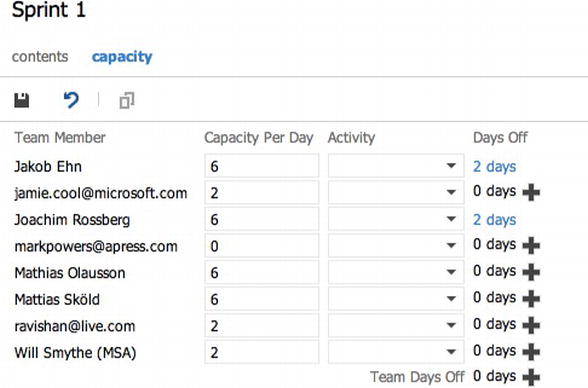 Sprint 1
contents capacity
Team Member Capacity Per Day Activity Days Off
Jakob Ehn 6 2 days
jamie.cool@microsoft.com 2 0 days
Joachim Rossberg 6 2 days
markpowers@apress.com 0 0 days
Mathias Olausson 6 0 days
Mattias Sköld 6 0 days
ravishan@live.com 2 0 days
Will Smythe (MSA) 2 0 days
Team Days Off 0 days